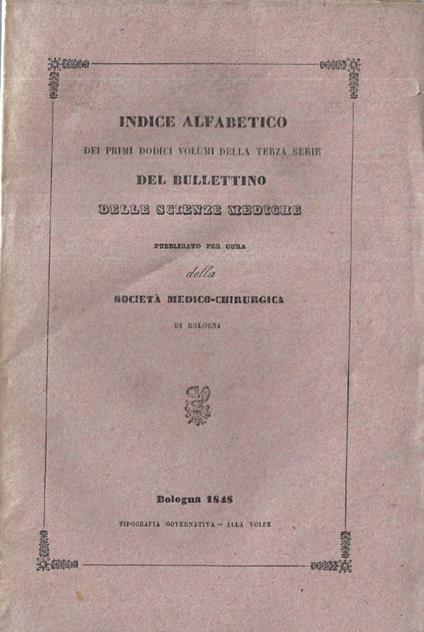 INDICE ALFABETICO
DEI PRIMI DODICI VOLUMI DELLA TERZA SERIE
DEL BULLETTINO
DELLE SCIENZE MEDICHE
PUBBLICATO PER CURA
della
SOCIETÀ MEDICO-CHIRURGICA
DI BOLOGNA
Bologna 1848
TIPOGRAFIA GOVERNATIVA - ALLA VOLPE